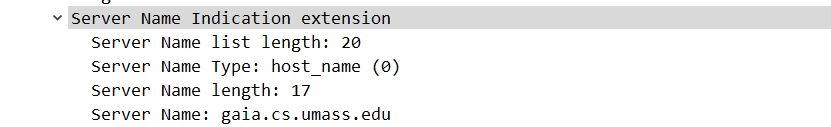 Server Name Indication extension
Server Name list length: 20
Server Name Type: host_name (0)
Server Name length: 17
Server Name: gaia.cs.umass.edu